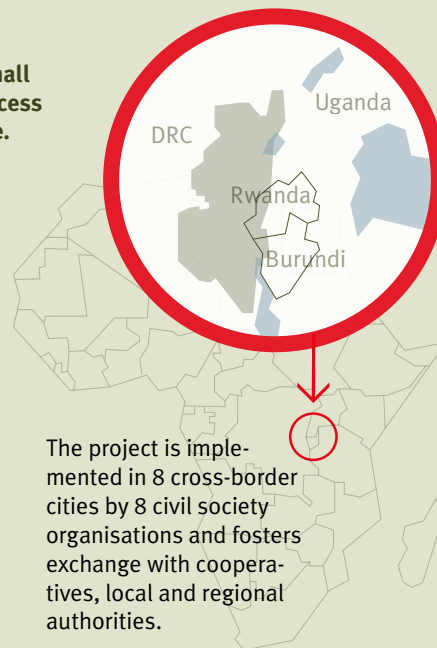 Uganda
DRC
Rwanda
Burundi
The project is imple-
mented in 8 cross-border
cities by 8 civil society
organisations and fosters
exchange with coopera-
tives, local and regional
authorities.